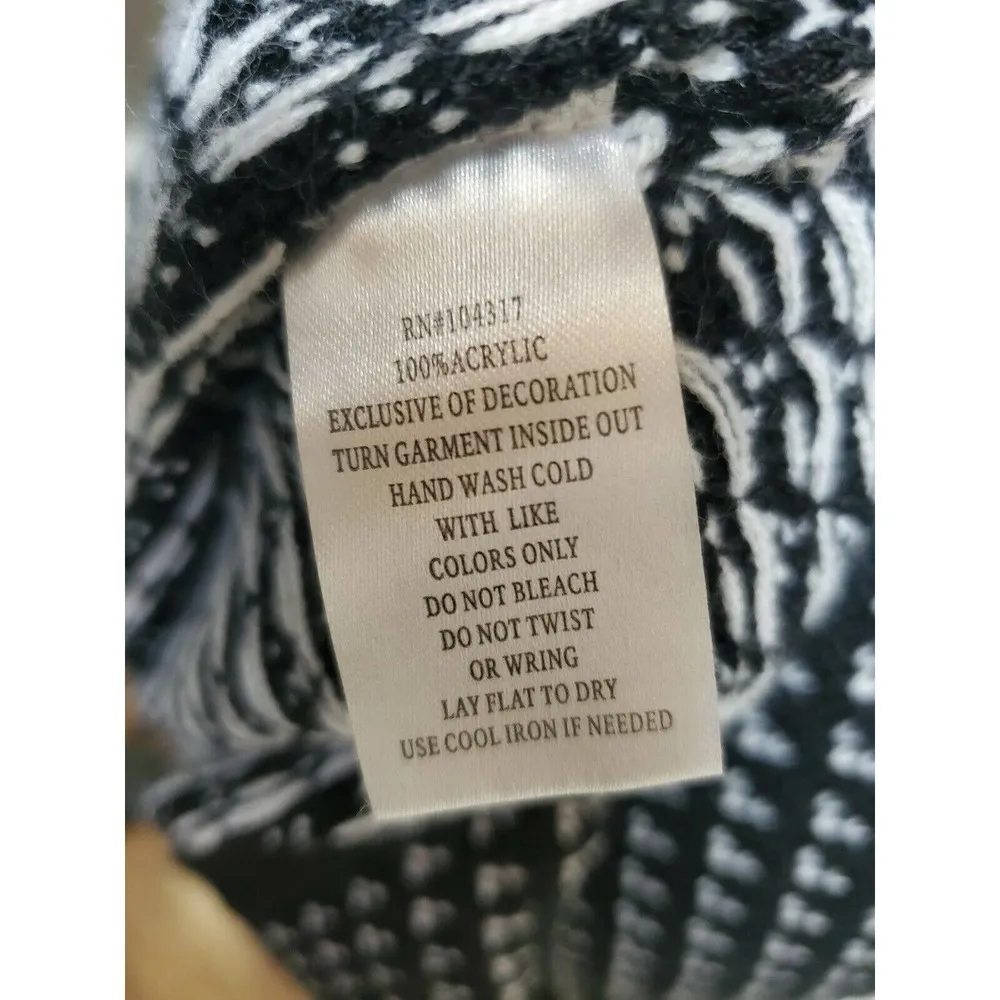 RN#104317
100%ACRYLIC
EXCLUSIVE OF DECORATION
TURN GARMENT INSIDE OUT
HAND WASH COLD
WITH LIKE
COLORS ONLY
DO NOT BLEACH
DO NOT TWIST
OR WRING
LAY FLAT TO DRY
USE COOL IRON IF NEEDED